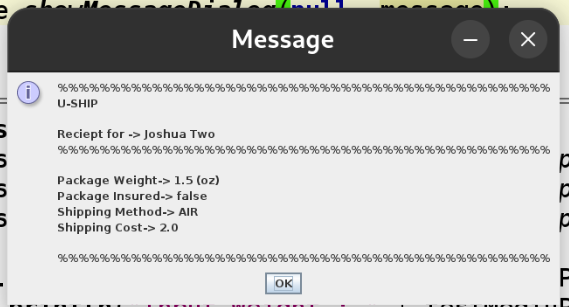 showMessageDialog(null, message);
Message
%%%%%%%%%%%%%%%%%%%%%%%%%%%%%%%%%%%%%%%%%%%%%%%
U-SHIP
Reciept for -> Joshua Two
%%%%%%%%%%%%%%%%%%%%%%%%%%%%%%%%%%%%%%%%%%%%%%%
Package Weight-> 1.5 (oz)
Package Insured-> false
Shipping Method-> AIR
Shipping Cost-> 2.0
%%%%%%%%%%%%%%%%%%%%%%%%%%%%%%%%%%%%%%%%%%%%%%%
OK